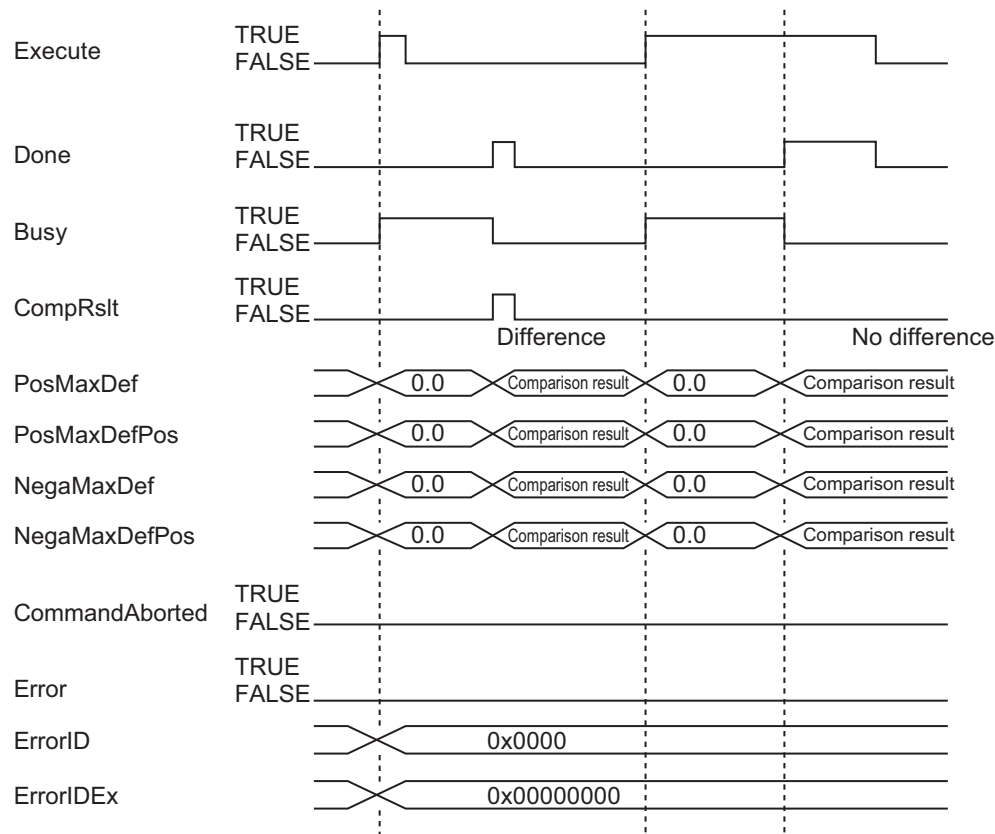 Execute TRUE
FALSE
Done TRUE
FALSE
Busy TRUE
FALSE
CompRslt TRUE
FALSE
Difference No difference
PosMaxDef 0.0 Comparison result 0.0 Comparison result
PosMaxDefPos 0.0 Comparison result 0.0 Comparison result
NegaMaxDef 0.0 Comparison result 0.0 Comparison result
NegaMaxDefPos 0.0 Comparison result 0.0 Comparison result
CommandAborted TRUE
FALSE
Error TRUE
FALSE
ErrorID 0x0000
ErrorIDEx 0x00000000